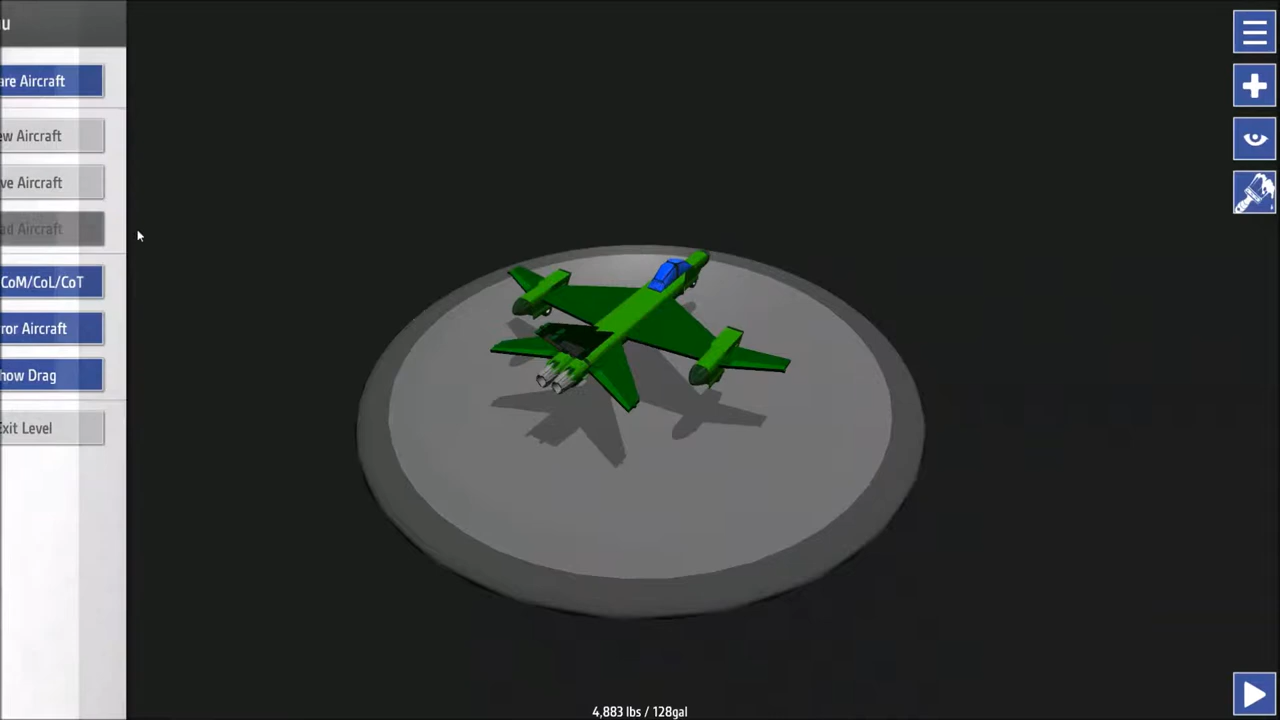 u
are Aircraft
ew Aircraft
ve Aircraft
ad Aircraft
CoM/CoL/CoT
ror Aircraft
how Drag
Exit Level
4,883 lbs / 128gal